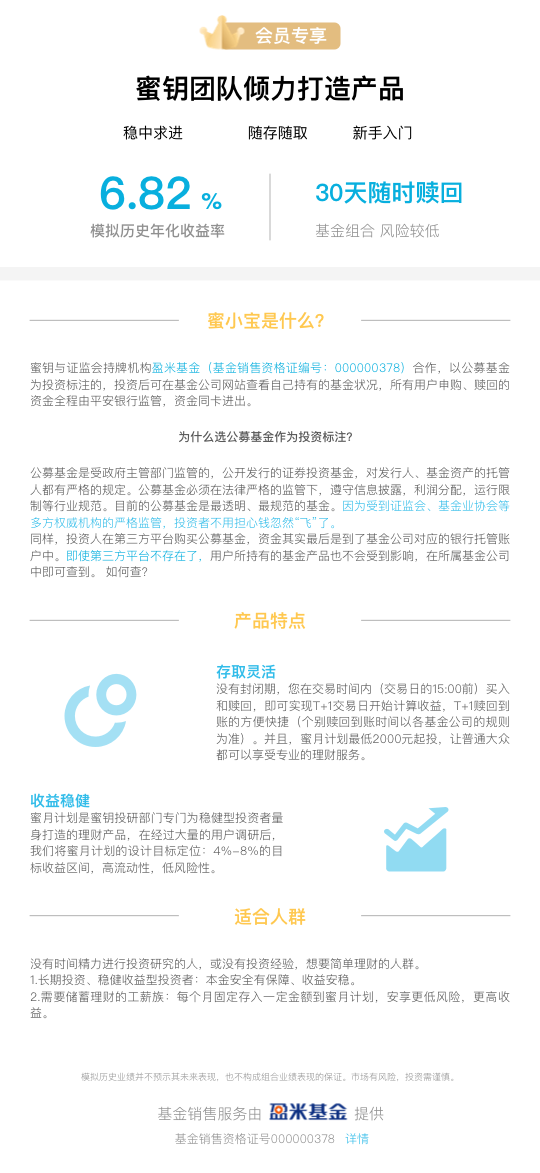 会员专享
蜜钥团队倾力打造产品
稳中求进 随存随取 新手入门
6.82 % 30天随时赎回
模拟历史年化收益率 基金组合 风险较低
蜜小宝是什么?
蜜钥与证监会持牌机构盈米基金（基金销售资格证编号：000000378）合作，以公募基金
为投资标注的，投资后可在基金公司网站查看自己持有的基金状况，所有用户申购、赎回的
资金全程由平安银行监管，资金同卡进出。
为什么选公募基金作为投资标注?
公募基金是受政府主管部门监管的，公开发行的证券投资基金，对发行人、基金资产的托管
人都有严格的规定。公募基金必须在法律严格的监管下，遵守信息披露，利润分配，运行限
制等行业规范。目前的公募基金是最透明、最规范的基金。因为受到证监会、基金业协会等
多方权威机构的严格监管，投资者不用担心钱忽然“飞”了。
同样，投资人在第三方平台购买公募基金，资金其实最后是到了基金公司对应的银行托管账
户中。即使第三方平台不存在了，用户所持有的基金产品也不会受到影响，在所属基金公司
中即可查到。 如何查?
产品特点
存取灵活
没有封闭期，您在交易时间内（交易日的15:00前）买入
和赎回，即可实现T+1交易日开始计算收益，T+1赎回到
账的方便快捷（个别赎回到账时间以各基金公司的规则
为准）。并且，蜜月计划最低2000元起投，让普通大众
都可以享受专业的理财服务。
收益稳健
蜜月计划是蜜钥投研部门专门为稳健型投资者量
身打造的理财产品，在经过大量的用户调研后，
我们将蜜月计划的设计目标定位：4%-8%的目
标收益区间，高流动性，低风险性。
适合人群
没有时间精力进行投资研究的人，或没有投资经验，想要简单理财的人群。
1.长期投资、稳健收益型投资者：本金安全有保障、收益安稳。
2.需要储蓄理财的工薪族：每个月固定存入一定金额到蜜月计划，安享更低风险，更高收
益。
模拟历史业绩并不预示其未来表现，也不构成组合业绩表现的保证。市场有风险，投资需谨慎。
基金销售服务由 盈米基金 提供
基金销售资格证号000000378 详情